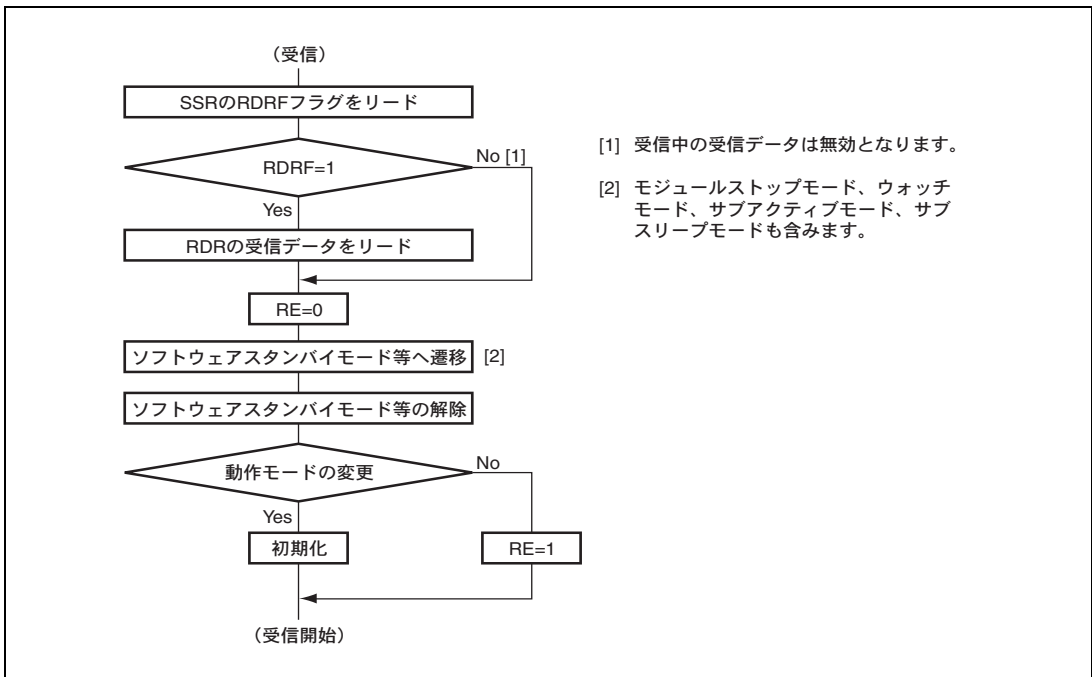 （受信）
SSRのRDRFフラグをリード
RDRF=1
No [1]
Yes
RDRの受信データをリード
RE=0
ソフトウェアスタンバイモード等へ遷移 [2]
ソフトウェアスタンバイモード等の解除
動作モードの変更
No
Yes
初期化
RE=1
（受信開始）
[1] 受信中の受信データは無効となります。
[2] モジュールストップモード、ウォッチ
モード、サブアクティブモード、サブ
スリープモードも含みます。